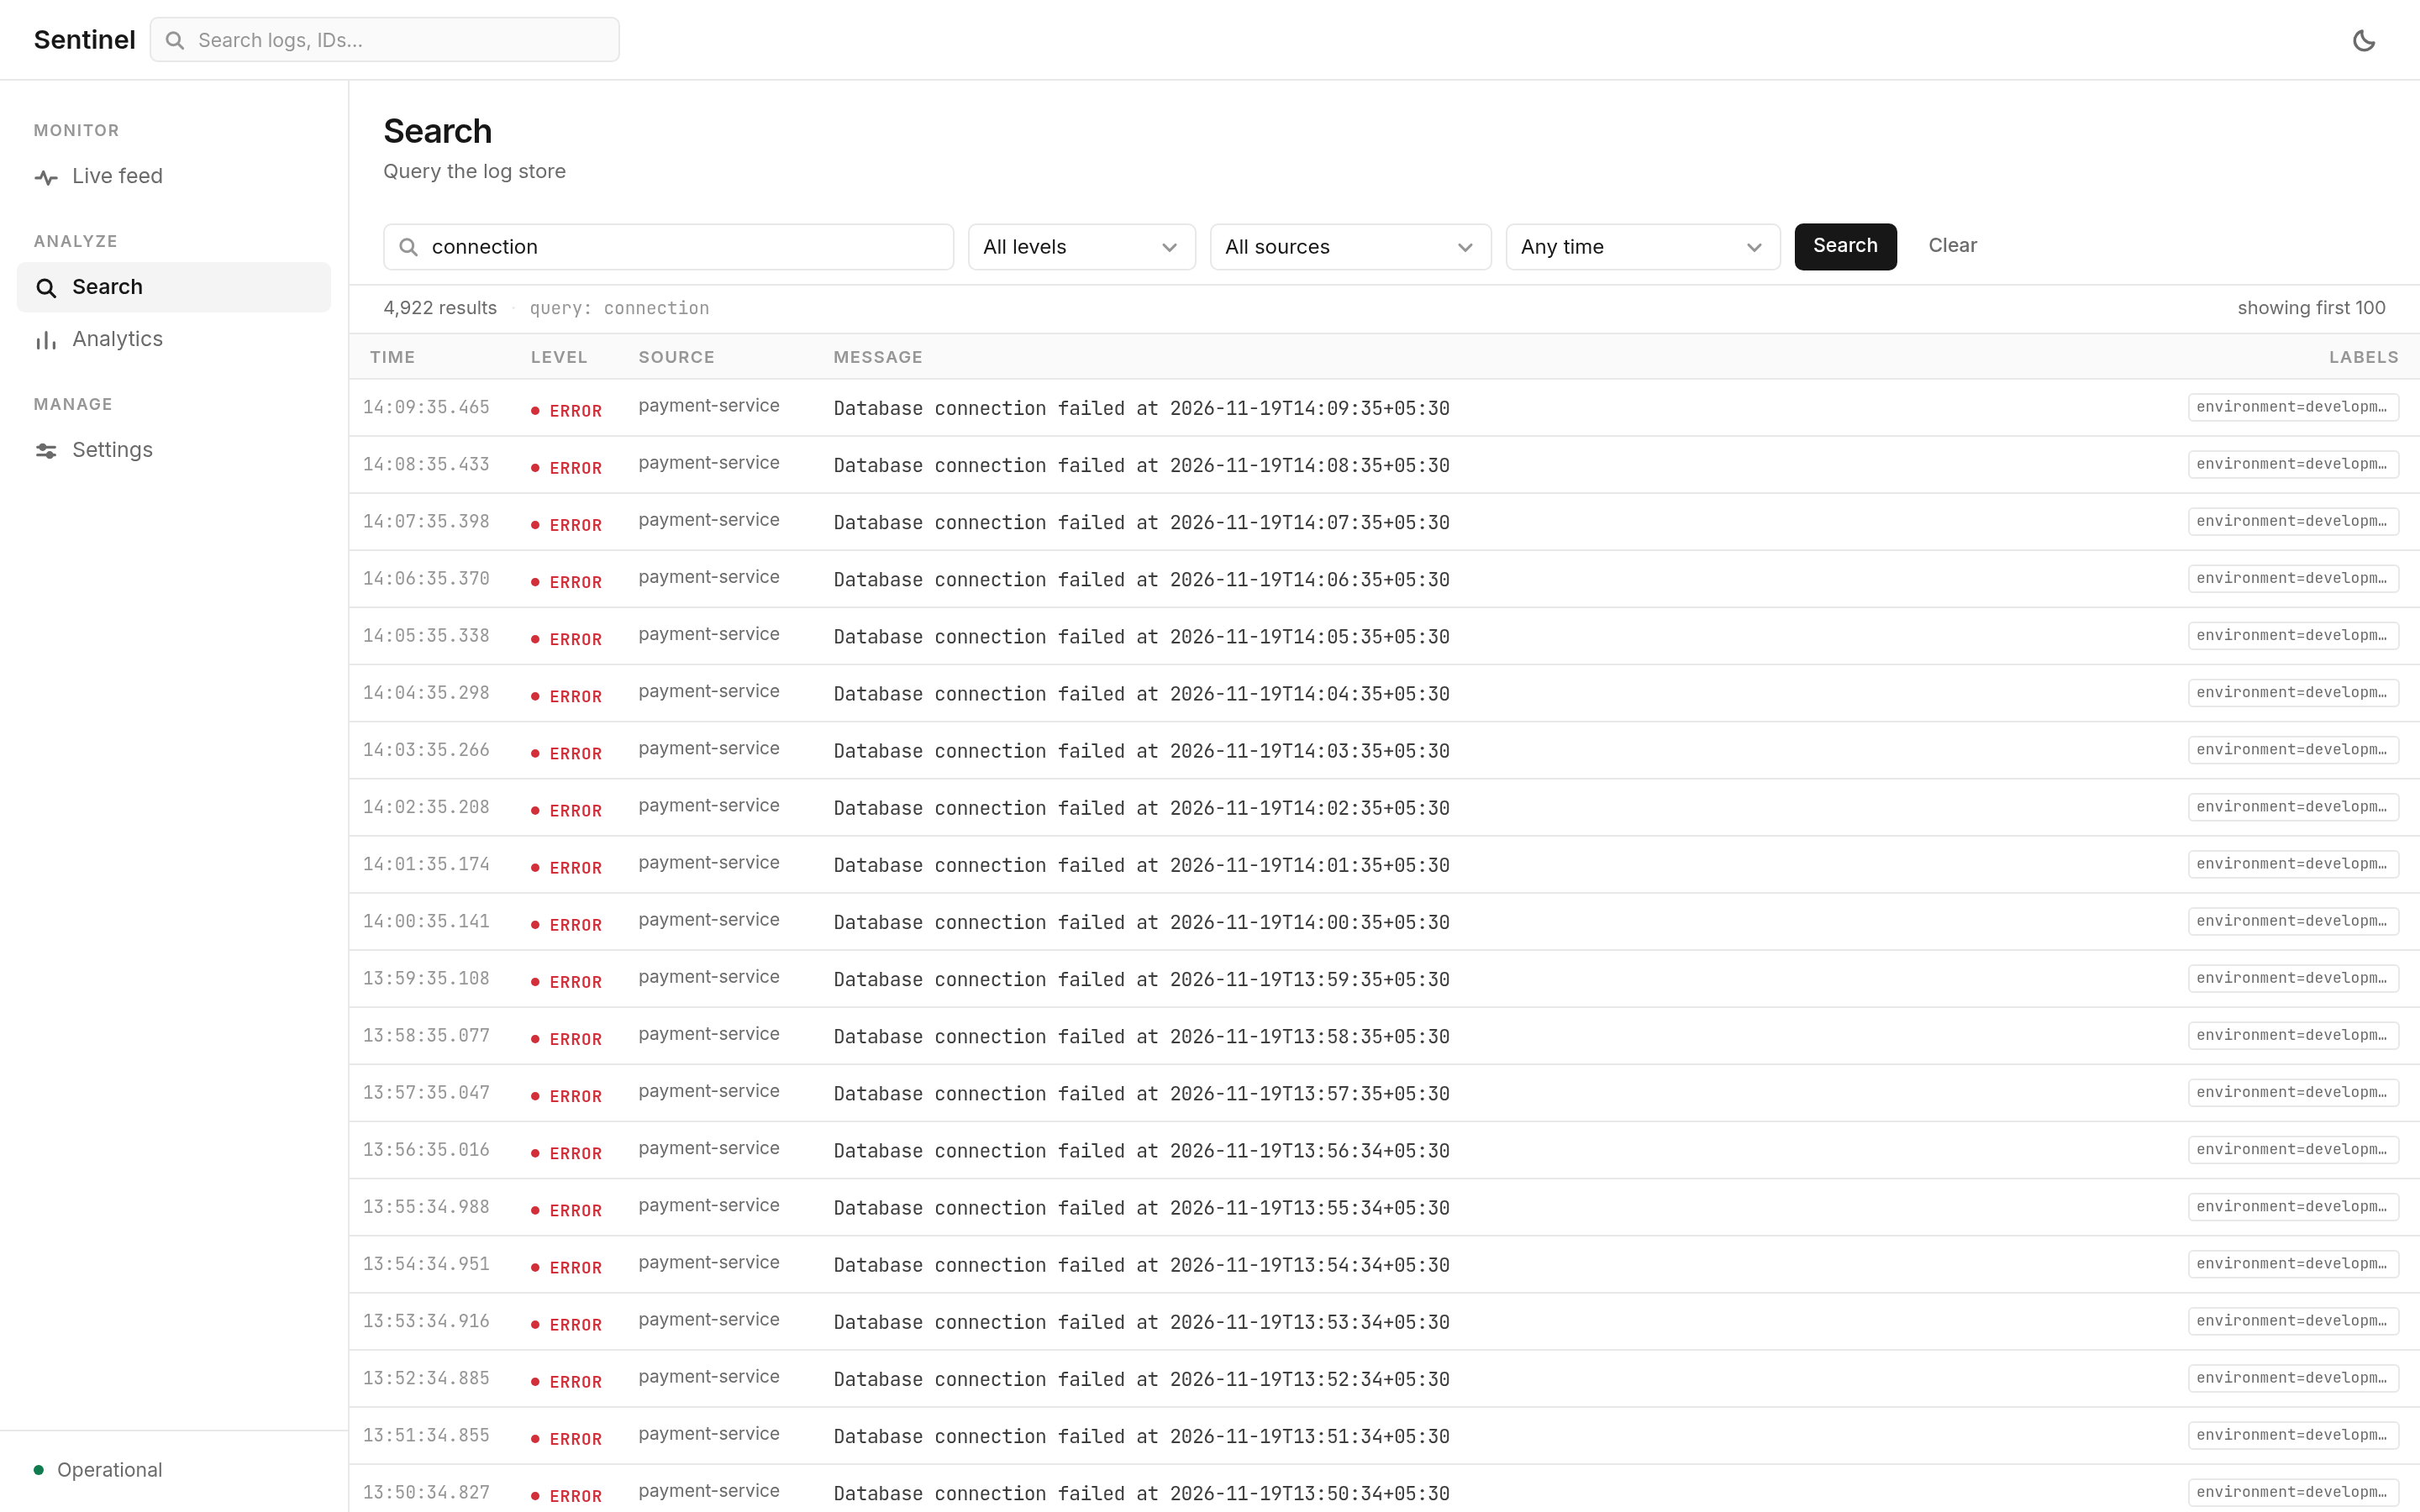 Sentinel Search logs, IDs...
MONITOR
Live feed
ANALYZE
Search
Analytics
MANAGE
Settings
Operational
Search
Query the log store
connection All levels All sources Any time Search Clear
4,922 results · query: connection showing first 100
TIME LEVEL SOURCE MESSAGE LABELS
14:09:35.465 ERROR payment-service Database connection failed at 2026-11-19T14:09:35+05:30 environment=developm…
14:08:35.433 ERROR payment-service Database connection failed at 2026-11-19T14:08:35+05:30 environment=developm…
14:07:35.398 ERROR payment-service Database connection failed at 2026-11-19T14:07:35+05:30 environment=developm…
14:06:35.370 ERROR payment-service Database connection failed at 2026-11-19T14:06:35+05:30 environment=developm…
14:05:35.338 ERROR payment-service Database connection failed at 2026-11-19T14:05:35+05:30 environment=developm…
14:04:35.298 ERROR payment-service Database connection failed at 2026-11-19T14:04:35+05:30 environment=developm…
14:03:35.266 ERROR payment-service Database connection failed at 2026-11-19T14:03:35+05:30 environment=developm…
14:02:35.208 ERROR payment-service Database connection failed at 2026-11-19T14:02:35+05:30 environment=developm…
14:01:35.174 ERROR payment-service Database connection failed at 2026-11-19T14:01:35+05:30 environment=developm…
14:00:35.141 ERROR payment-service Database connection failed at 2026-11-19T14:00:35+05:30 environment=developm…
13:59:35.108 ERROR payment-service Database connection failed at 2026-11-19T13:59:35+05:30 environment=developm…
13:58:35.077 ERROR payment-service Database connection failed at 2026-11-19T13:58:35+05:30 environment=developm…
13:57:35.047 ERROR payment-service Database connection failed at 2026-11-19T13:57:35+05:30 environment=developm…
13:56:35.016 ERROR payment-service Database connection failed at 2026-11-19T13:56:34+05:30 environment=developm…
13:55:34.988 ERROR payment-service Database connection failed at 2026-11-19T13:55:34+05:30 environment=developm…
13:54:34.951 ERROR payment-service Database connection failed at 2026-11-19T13:54:34+05:30 environment=developm…
13:53:34.916 ERROR payment-service Database connection failed at 2026-11-19T13:53:34+05:30 environment=developm…
13:52:34.885 ERROR payment-service Database connection failed at 2026-11-19T13:52:34+05:30 environment=developm…
13:51:34.855 ERROR payment-service Database connection failed at 2026-11-19T13:51:34+05:30 environment=developm…
13:50:34.827 ERROR payment-service Database connection failed at 2026-11-19T13:50:34+05:30 environment=developm…